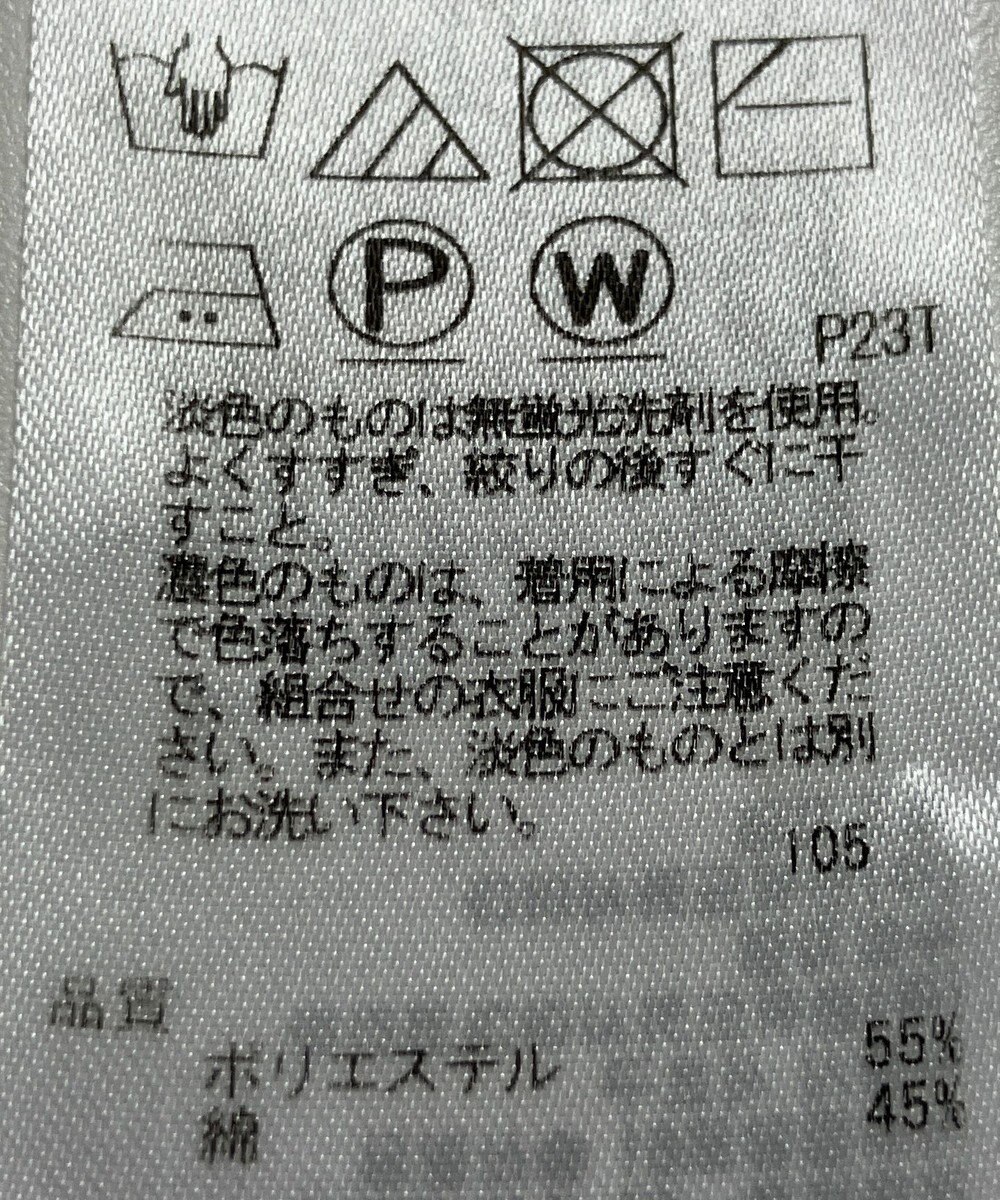 P
W
P23T
淡色のものは無蛍光洗剤を使用。
よくすすぎ、絞りの後すぐに干
すこと。
濃色のものは、着用による摩擦
で色落ちすることがありますの
で、組合せの衣服にご注意くだ
さい。また、淡色のものとは別
にお洗い下さい。
105
品質
ポリエステル 55%
綿 45%